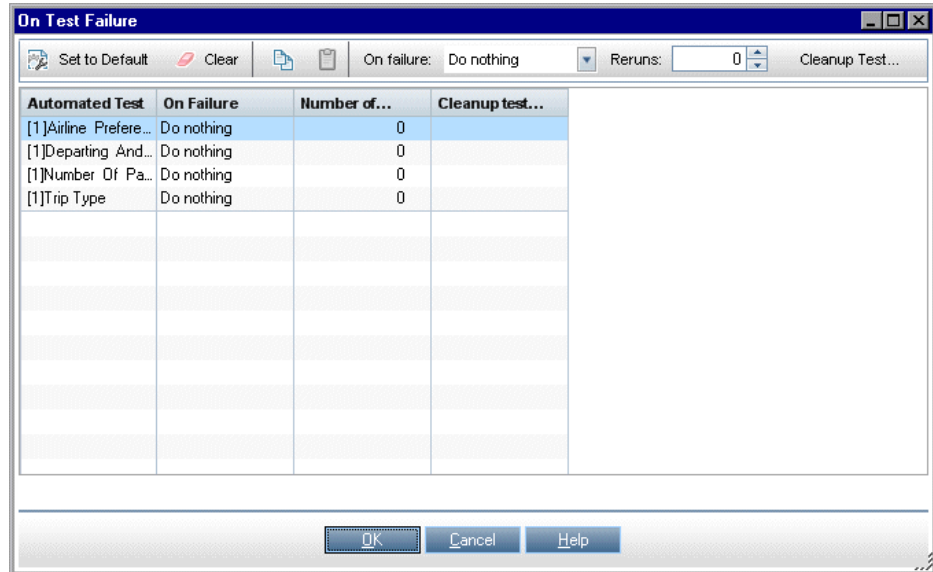 On Test Failure
Set to Default Clear On failure: Do nothing Reruns: 0 Cleanup Test...
Automated Test On Failure Number of... Cleanup test...
[1]Airline Prefere... Do nothing 0
[1]Departing And... Do nothing 0
[1]Number Of Pa... Do nothing 0
[1]Trip Type Do nothing 0
OK Cancel Help